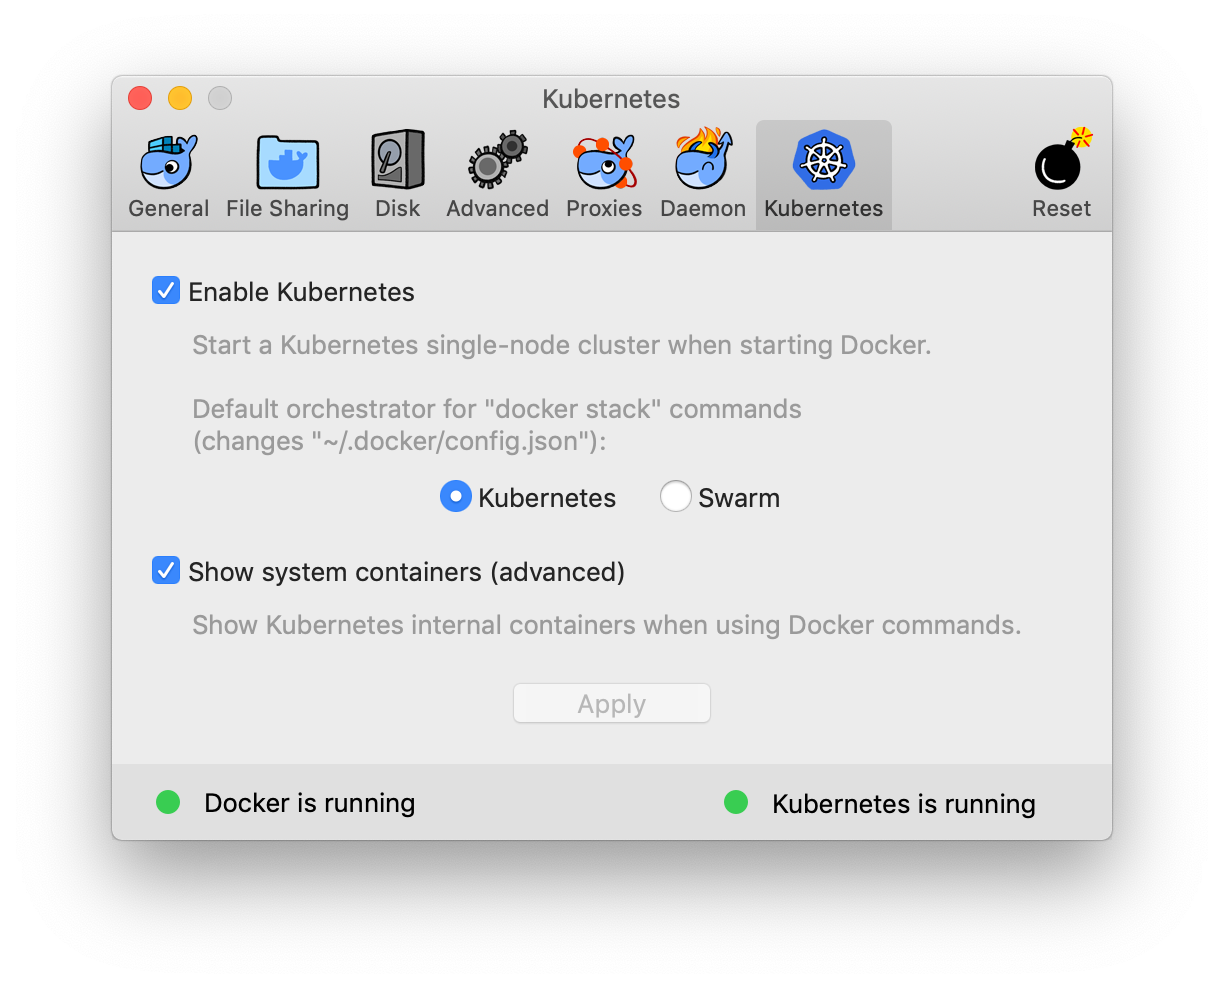 Kubernetes
General File Sharing Disk Advanced Proxies Daemon Kubernetes Reset
Enable Kubernetes
Start a Kubernetes single-node cluster when starting Docker.
Default orchestrator for "docker stack" commands
(changes "~/.docker/config.json"):
Kubernetes Swarm
Show system containers (advanced)
Show Kubernetes internal containers when using Docker commands.
Apply
Docker is running Kubernetes is running